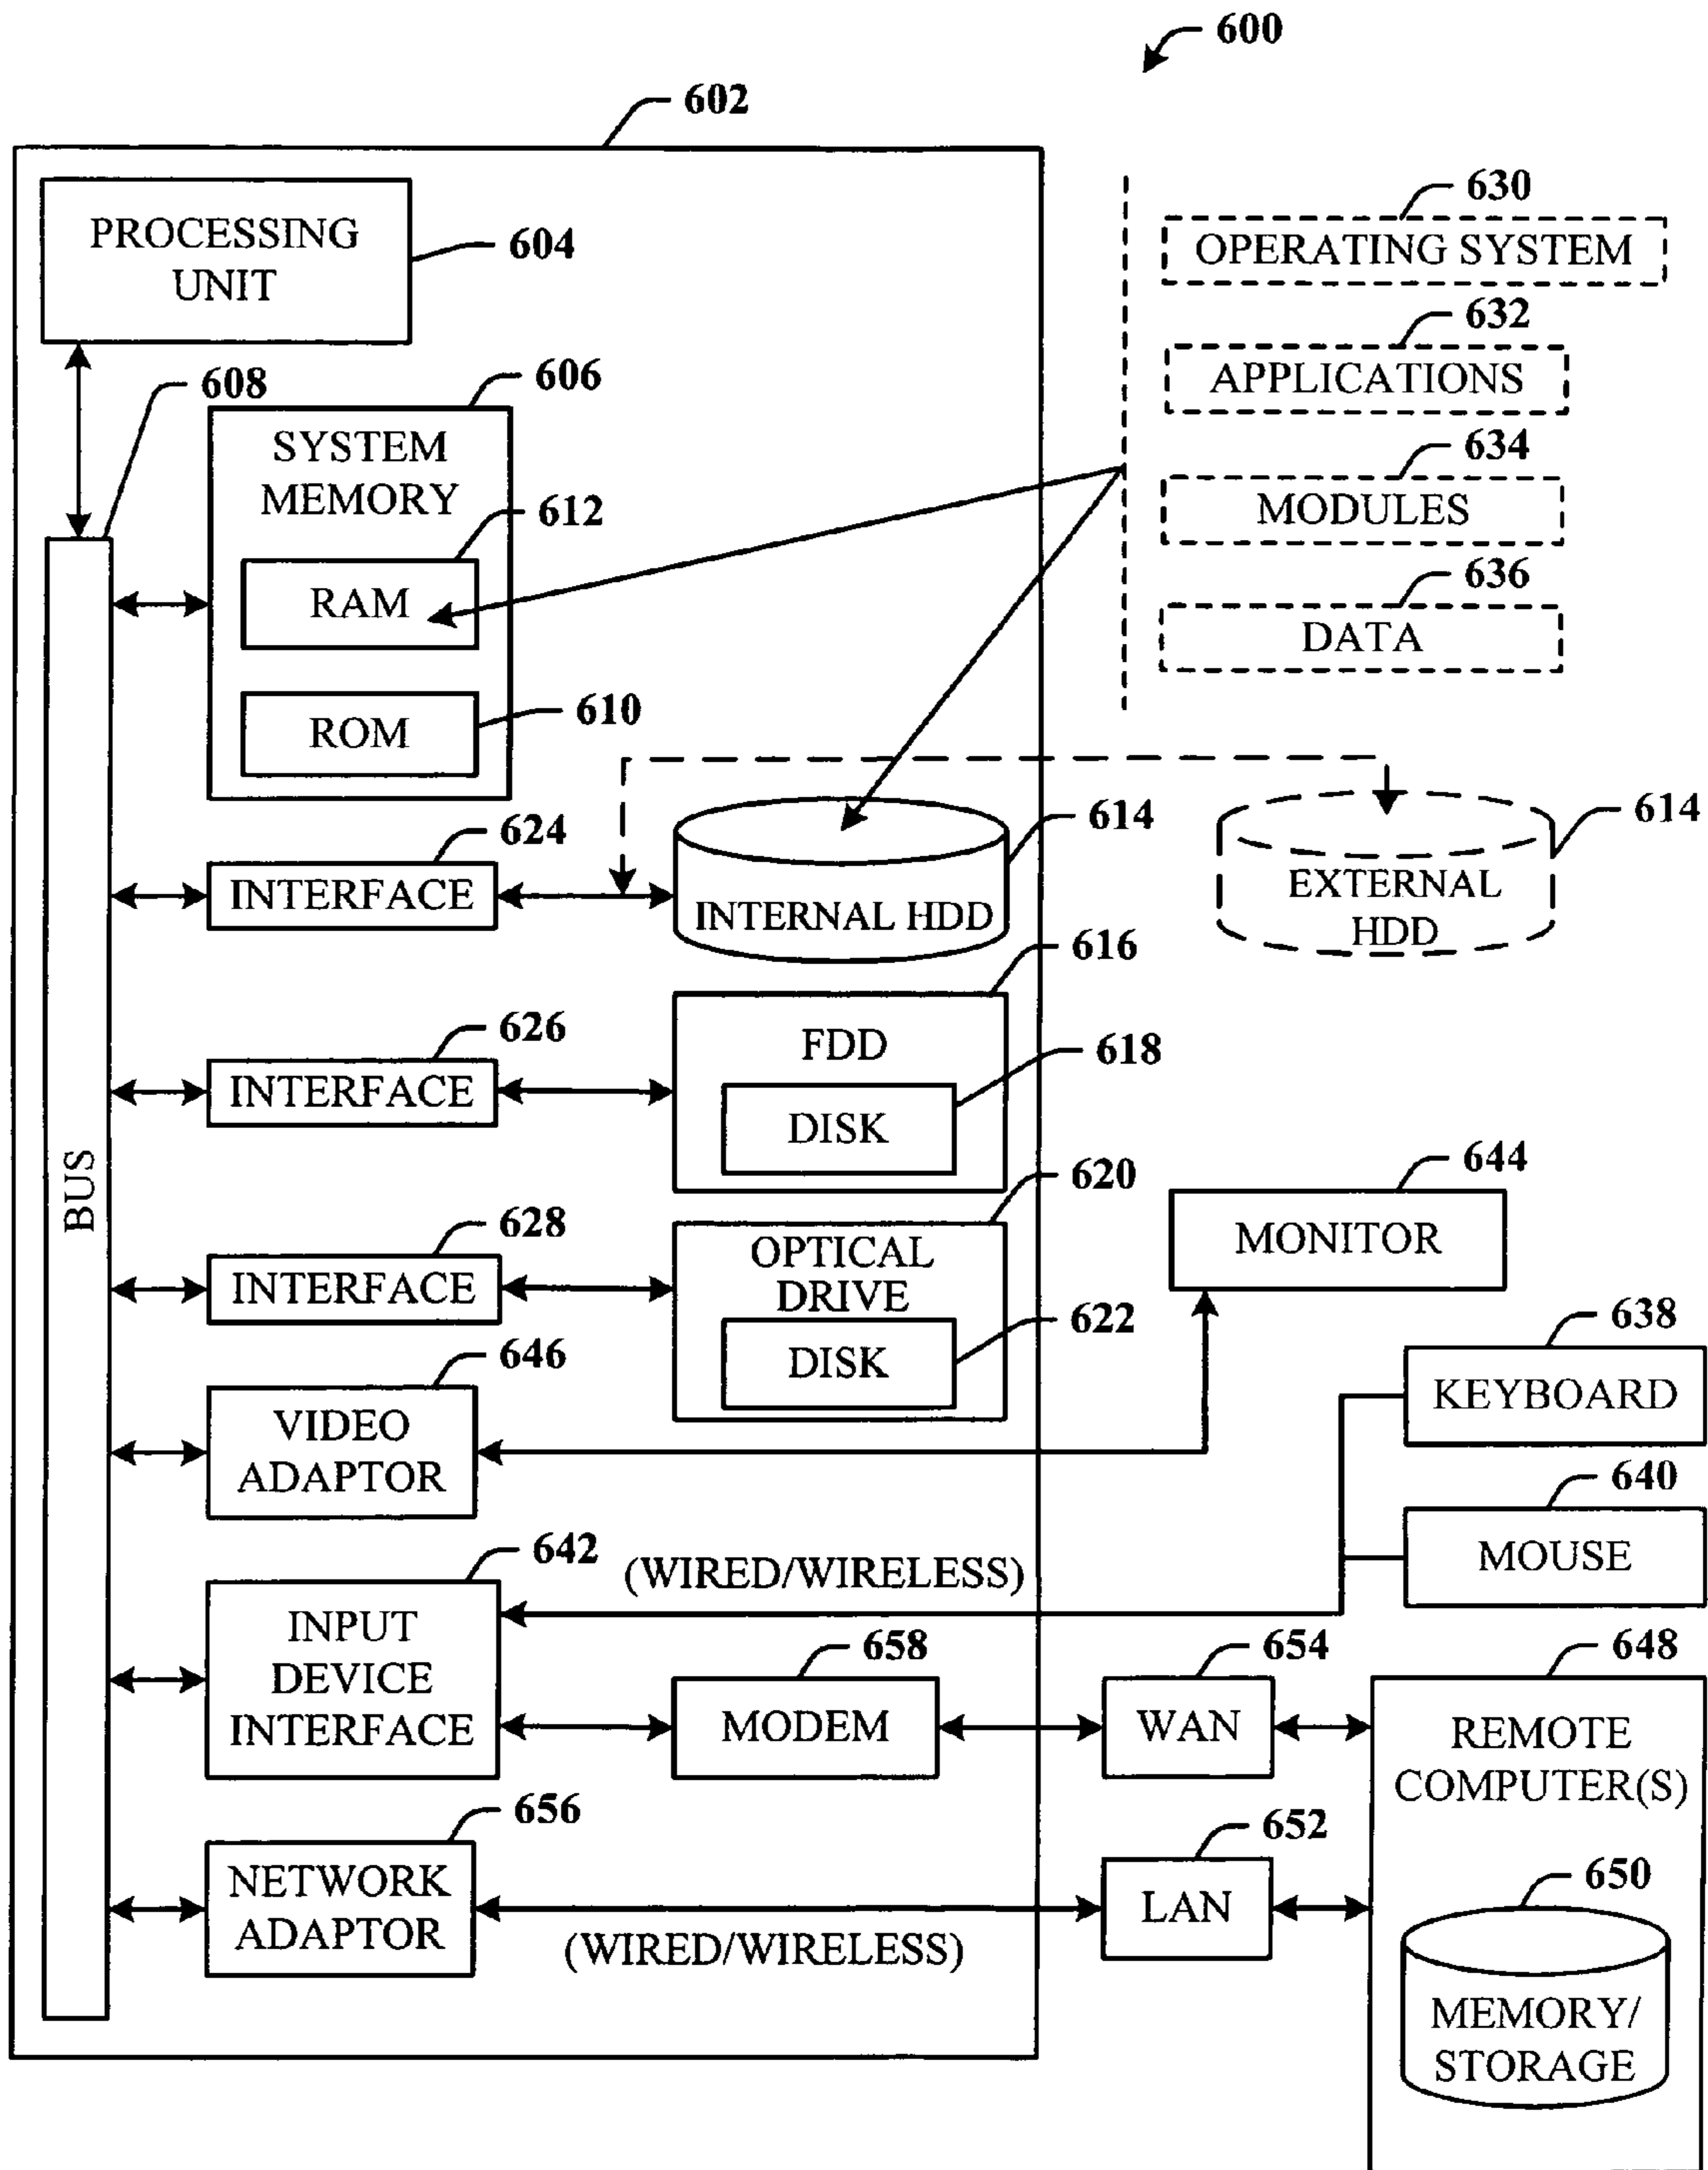 600
602
PROCESSING
UNIT
604
630
OPERATING SYSTEM
632
APPLICATIONS
634
MODULES
636
DATA
608
606
SYSTEM
MEMORY
612
RAM
610
ROM
624
INTERFACE
614
INTERNAL HDD
614
EXTERNAL
HDD
616
FDD
618
DISK
626
INTERFACE
BUS
620
OPTICAL
DRIVE
622
DISK
628
INTERFACE
644
MONITOR
646
VIDEO
ADAPTOR
638
KEYBOARD
640
MOUSE
642
(WIRED/WIRELESS)
INPUT
DEVICE
INTERFACE
658
MODEM
654
WAN
648
REMOTE
COMPUTER(S)
656
NETWORK
ADAPTOR
(WIRED/WIRELESS)
652
LAN
650
MEMORY/
STORAGE